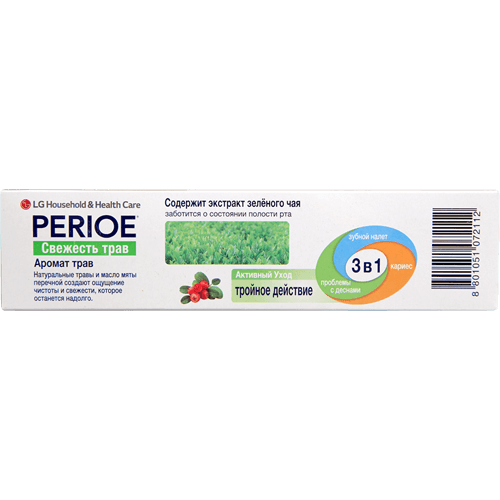 LG Household & Health Care
PERIOE
Свежесть трав
Аромат трав
Натуральные травы и масло мяты
перечной создают ощущение
чистоты и свежести, которое
останется надолго.
Содержит экстракт зелёного чая
заботится о состоянии полости рта
Активный Уход
тройное действие
зубной налет
кариес
3 в 1
проблемы
с деснами
8 801051 072112